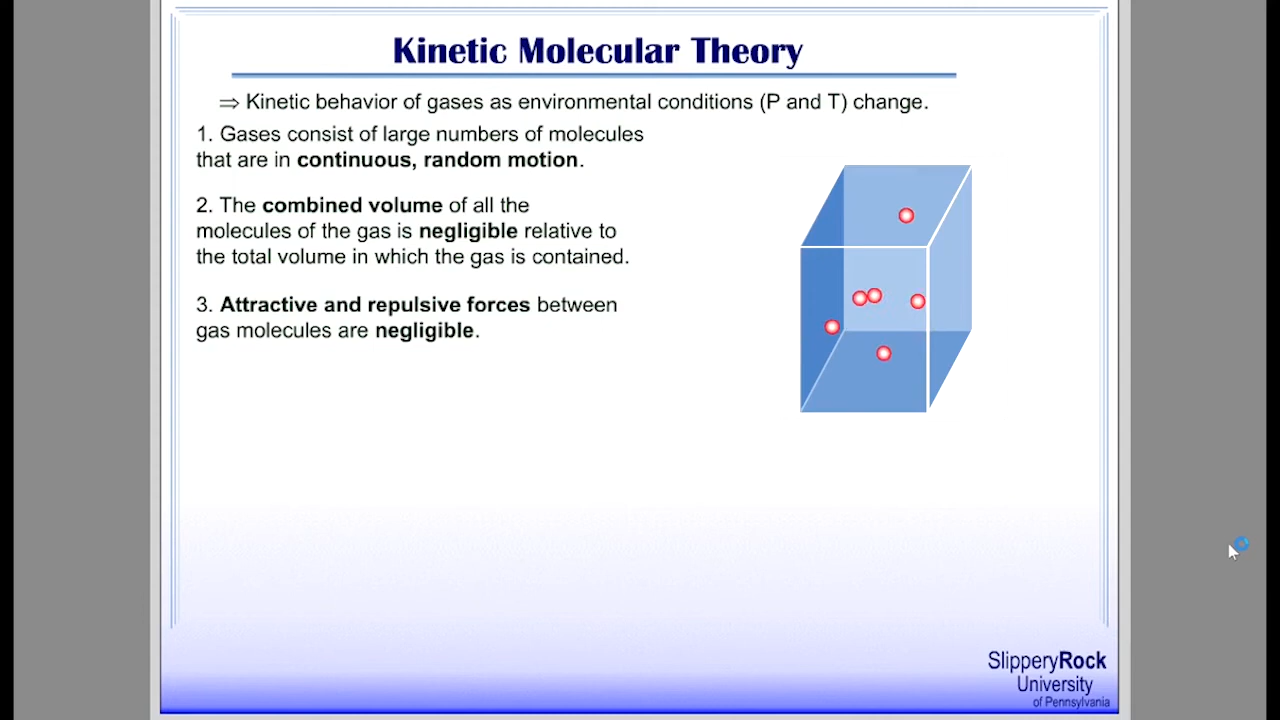 Kinetic Molecular Theory
⇒ Kinetic behavior of gases as environmental conditions (P and T) change.
1. Gases consist of large numbers of molecules
that are in continuous, random motion.
2. The combined volume of all the
molecules of the gas is negligible relative to
the total volume in which the gas is contained.
3. Attractive and repulsive forces between
gas molecules are negligible.
SlipperyRock
University
of Pennsylvania